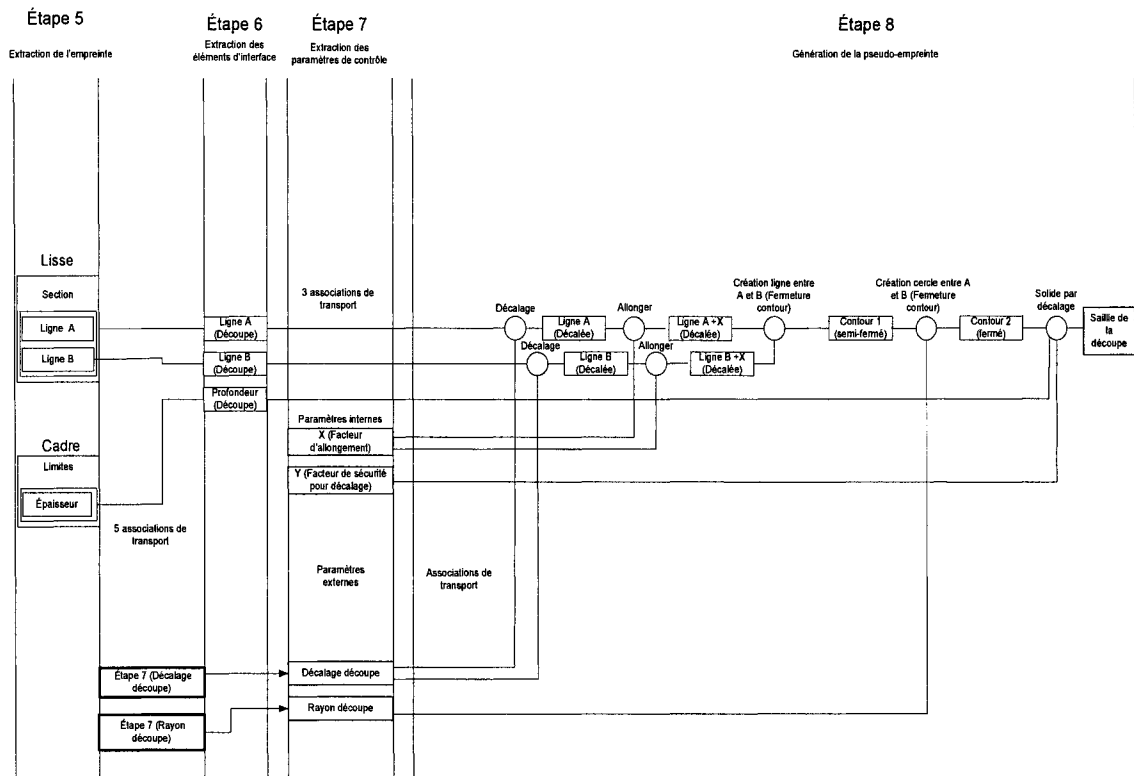 Étape 5
Extraction de l'empreinte
Étape 6
Extraction des
éléments d'interface
Étape 7
Extraction des
paramètres de contrôle
Étape 8
Génération de la pseudo-empreinte
Lisse
Section
Ligne A
Ligne B
Cadre
Limites
Épaisseur
5 associations de
transport
Étape 7 (Décalage
découpe)
Étape 7 (Rayon
découpe)
Ligne A
(Découpe)
Ligne B
(Découpe)
Profondeur
(Découpe)
3 associations de
transport
Paramètres internes
X (Facteur
d'allongement)
Y (Facteur de sécurité
pour décalage)
Paramètres
externes
Décalage découpe
Rayon découpe
Associations de
transport
Décalage
Ligne A
(Décalée)
Allonger
Ligne A +X
(Décalée)
Décalage
Ligne B
(Décalée)
Allonger
Ligne B +X
(Décalée)
Création ligne entre
A et B (Fermeture
contour)
Contour 1
(semi-fermé)
Création cercle entre A
et B (Fermeture
contour)
Contour 2
(fermé)
Solide par
décalage
Saillie de
la
découpe